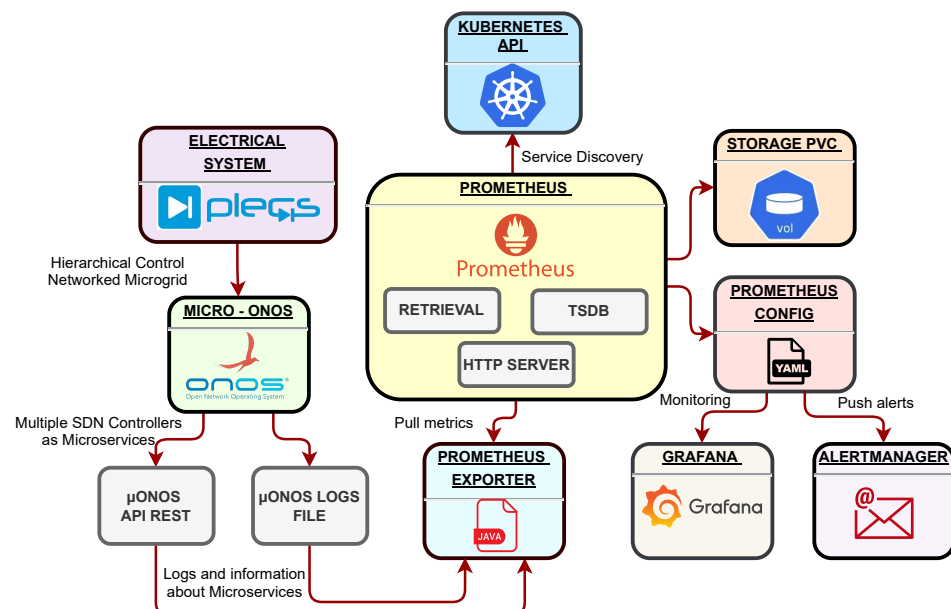 KUBERNETES
API
Service Discovery
ELECTRICAL
SYSTEM
plecs
STORAGE PVC
vol
PROMETHEUS
Prometheus
RETRIEVAL
TSDB
HTTP SERVER
Hierarchical Control
Networked Microgrid
MICRO - ONOS
onos®
Open Network Operating System
PROMETHEUS
CONFIG
YAML
Multiple SDN Controllers
as Microservices
Pull metrics
Monitoring
Push alerts
µONOS
API REST
µONOS LOGS
FILE
PROMETHEUS
EXPORTER
JAVA
GRAFANA
Grafana
ALERTMANAGER
@
Logs and information
about Microservices